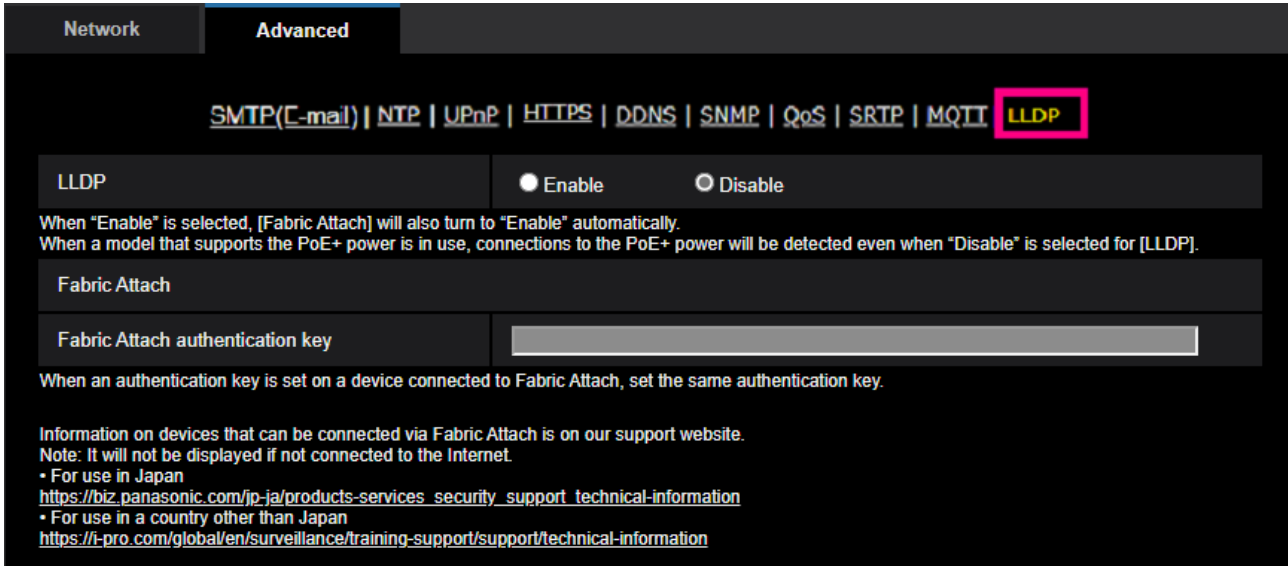 Network Advanced
SMTP(E-mail) | NTP | UPnP | HTTPS | DDNS | SNMP | QoS | SRTP | MQTT LLDP
LLDP Enable Disable
When “Enable” is selected, [Fabric Attach] will also turn to “Enable” automatically.
When a model that supports the PoE+ power is in use, connections to the PoE+ power will be detected even when “Disable” is selected for [LLDP].
Fabric Attach
Fabric Attach authentication key
When an authentication key is set on a device connected to Fabric Attach, set the same authentication key.
Information on devices that can be connected via Fabric Attach is on our support website.
Note: It will not be displayed if not connected to the Internet.
• For use in Japan
https://biz.panasonic.com/jp-ja/products-services_security_support_technical-information
• For use in a country other than Japan
https://i-pro.com/global/en/surveillance/training-support/support/technical-information